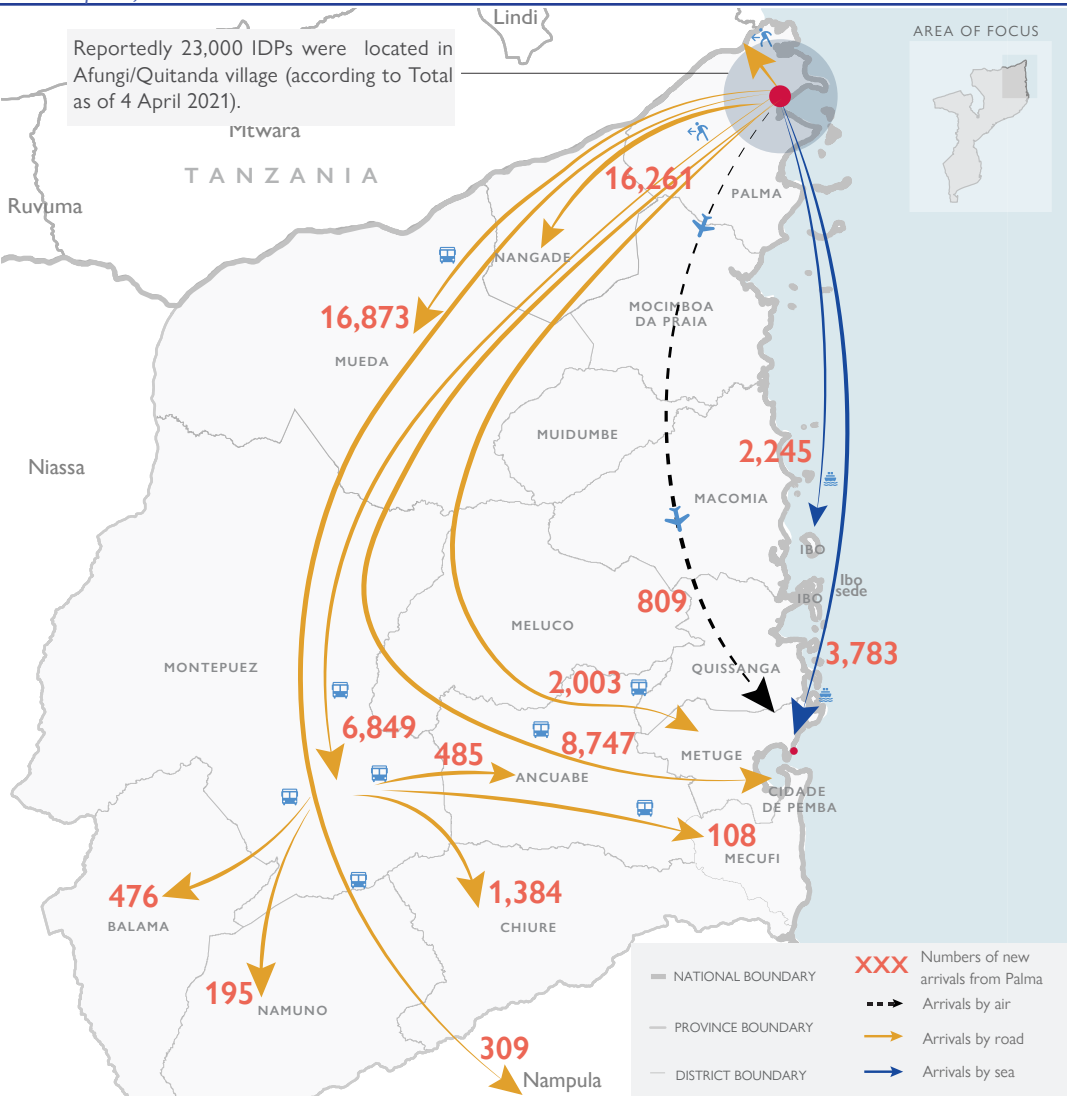 Lindi
AREA OF FOCUS
Reportedly 23,000 IDPs were located in
Afungi/Quitanda village (according to Total
as of 4 April 2021).
Mtwara
TANZANIA
Ruvuma
16,261
PALMA
NANGADE
MOCIMBOA
DA PRAIA
16,873
MUEDA
MUIDUMBE
2,245
Niassa
MACOMIA
IBO
Ibo
sede
IBO
809
MELUCO
3,783
MONTEPUEZ
QUISSANGA
2,003
6,849
8,747
485
METUGE
ANCUABE
CIDADE
DE PEMBA
108
MECUFI
476
1,384
BALAMA
CHIURE
195
NAMUNO
309
Nampula
NATIONAL BOUNDARY
PROVINCE BOUNDARY
DISTRICT BOUNDARY
XXX
Numbers of new
arrivals from Palma
Arrivals by air
Arrivals by road
Arrivals by sea